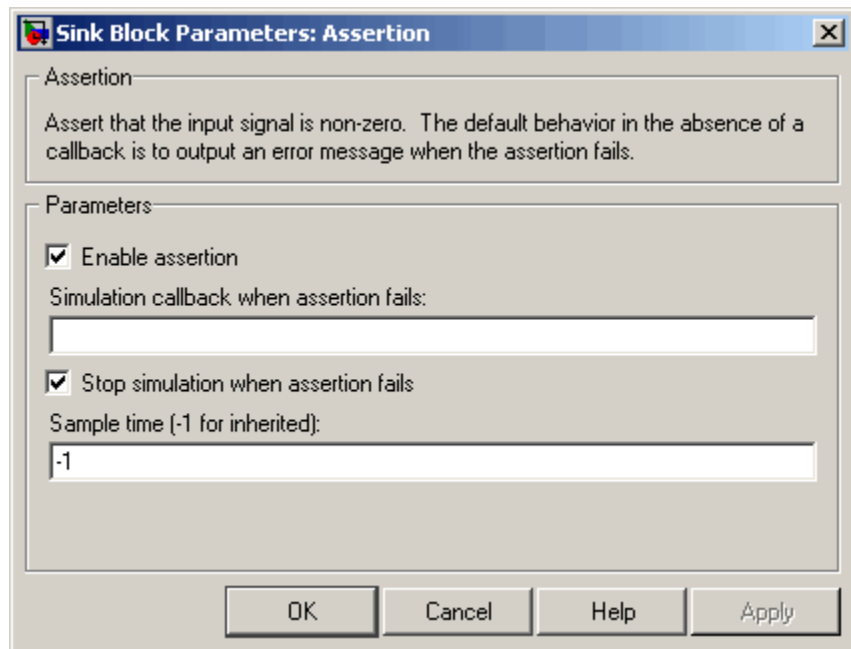 Sink Block Parameters: Assertion
Assertion
Assert that the input signal is non-zero. The default behavior in the absence of a
callback is to output an error message when the assertion fails.
Parameters
Enable assertion
Simulation callback when assertion fails:
Stop simulation when assertion fails
Sample time (-1 for inherited):
-1
OK Cancel Help Apply